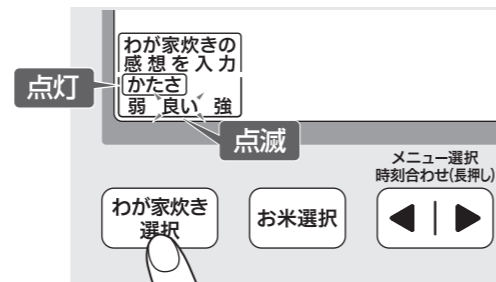 わが家炊きの
感想を入力
かたさ
弱 良い 強
点灯
点滅
メニュー選択
時刻合わせ(長押し)
わが家炊き
選択
お米選択